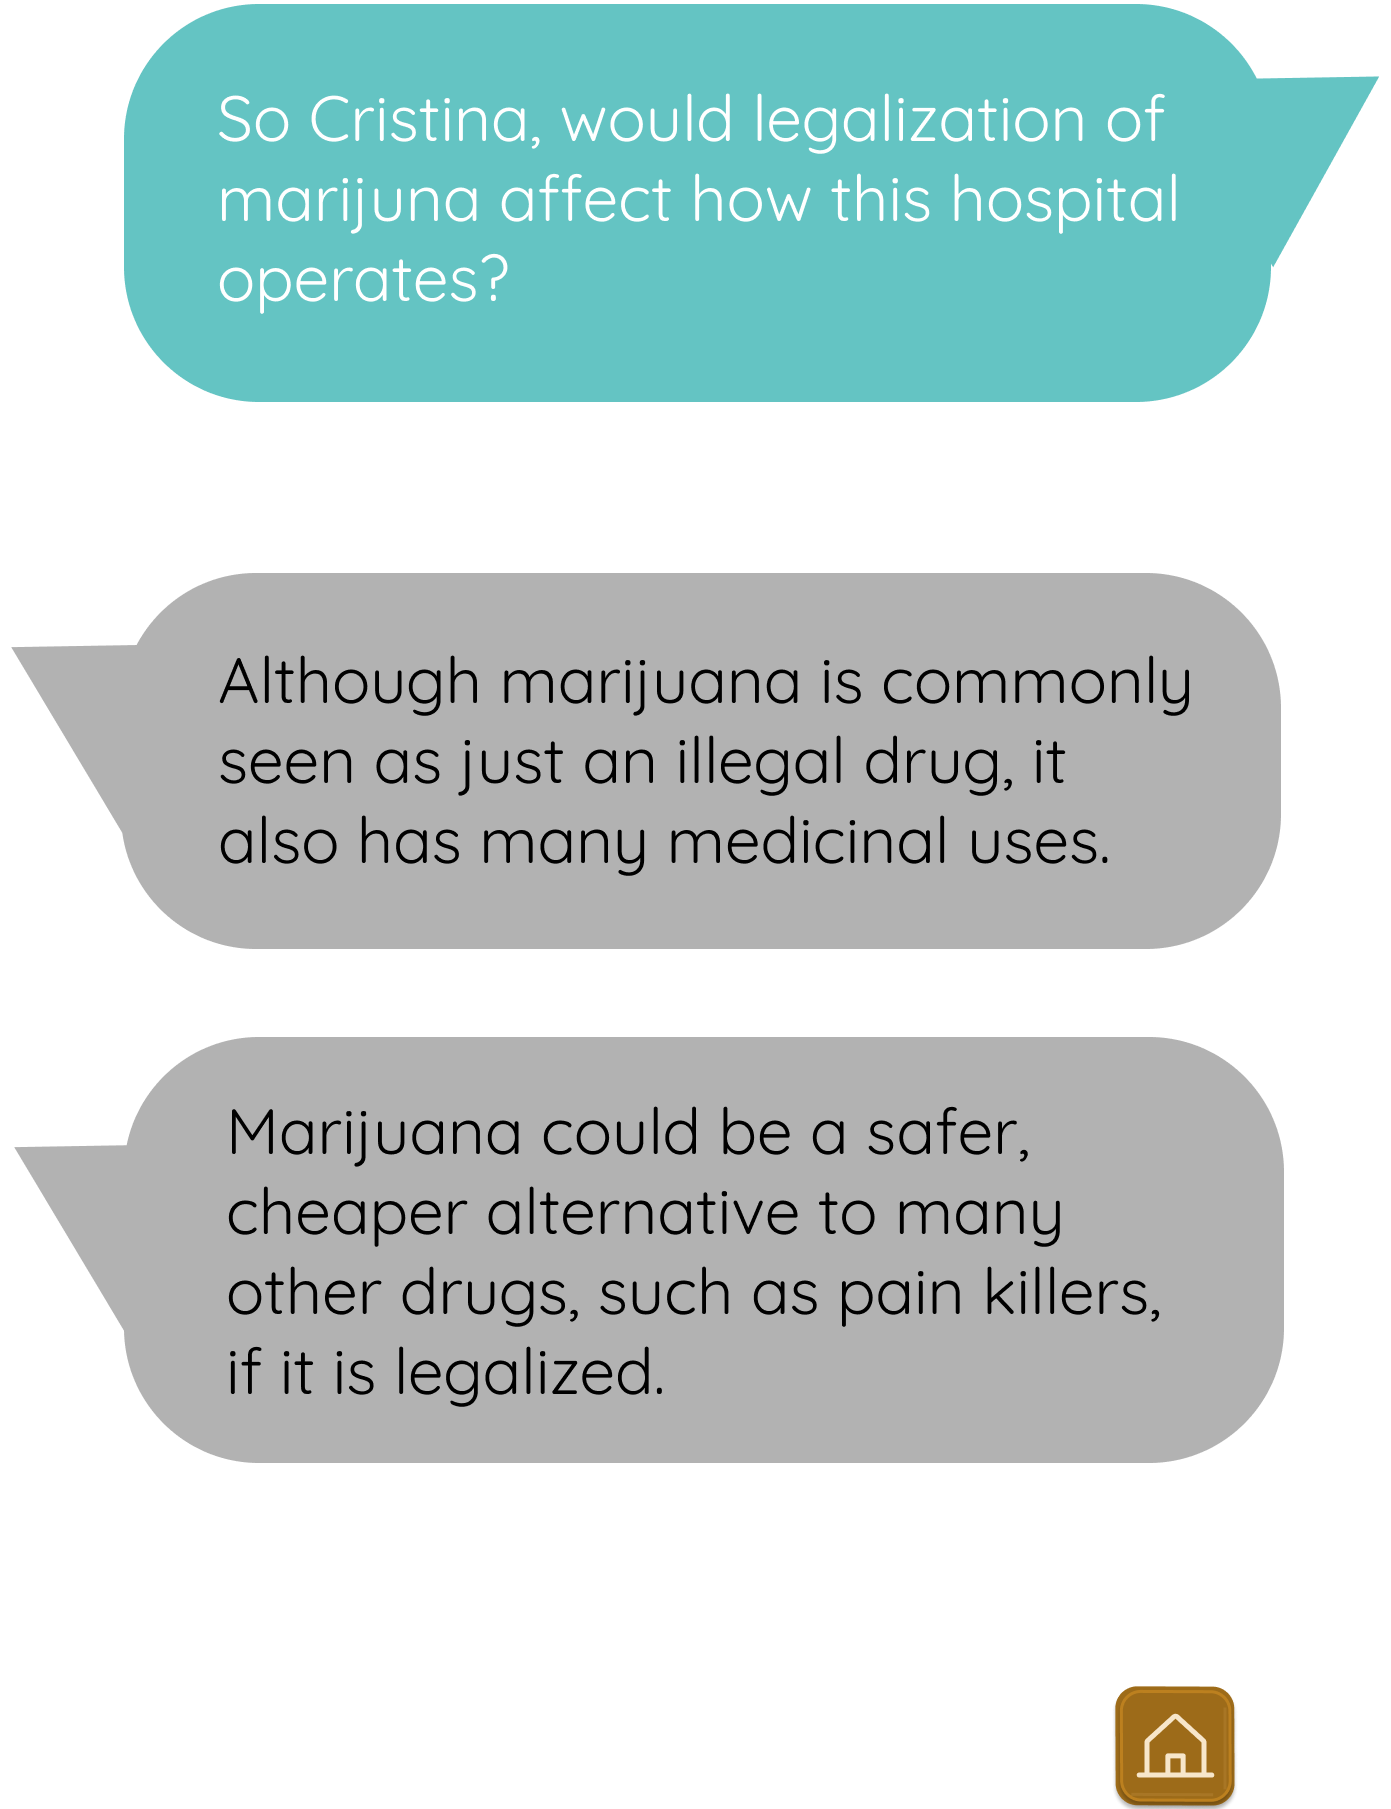 So Cristina, would legalization of
marijuna affect how this hospital
operates?
Although marijuana is commonly
seen as just an illegal drug, it
also has many medicinal uses.
Marijuana could be a safer,
cheaper alternative to many
other drugs, such as pain killers,
if it is legalized.